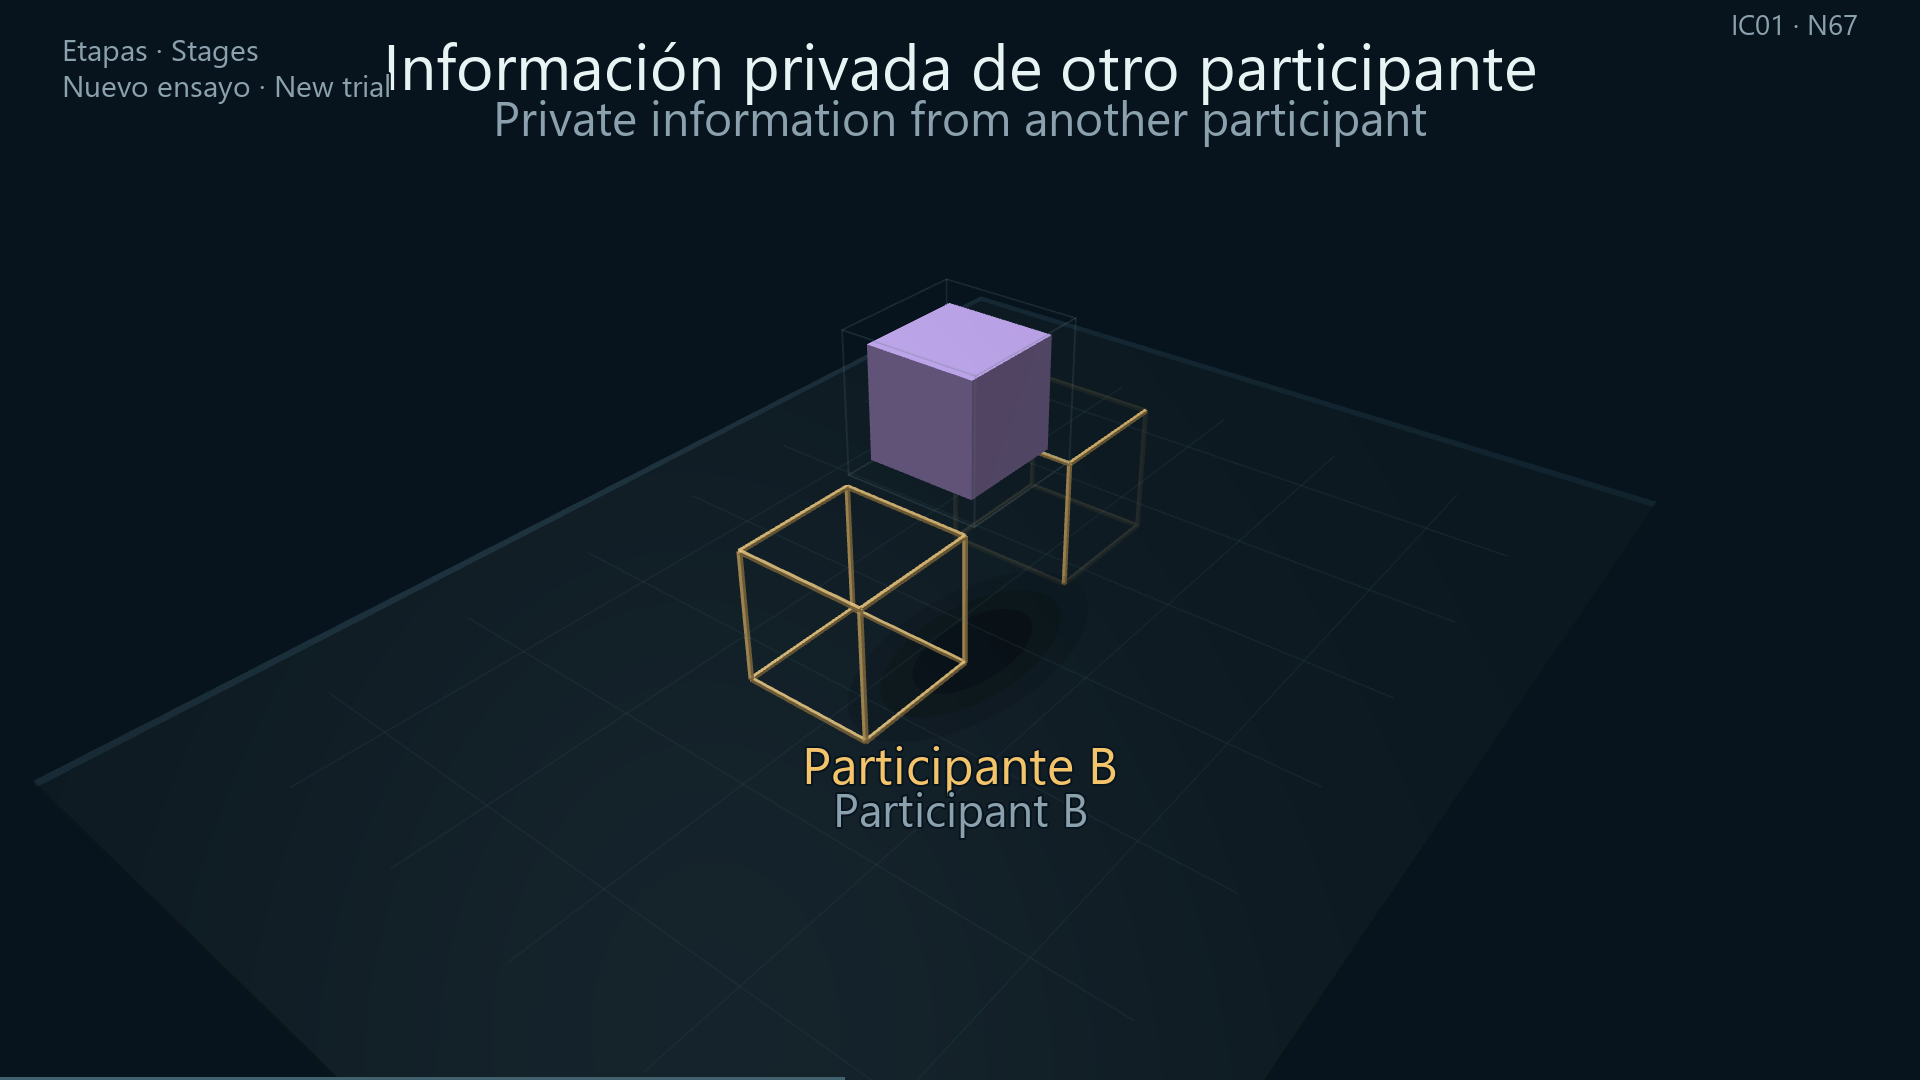 IC01 · N67
Etapas · Stages
Nuevo ensayo · New trial
Información privada de otro participante
Private information from another participant
Participante B
Participant B